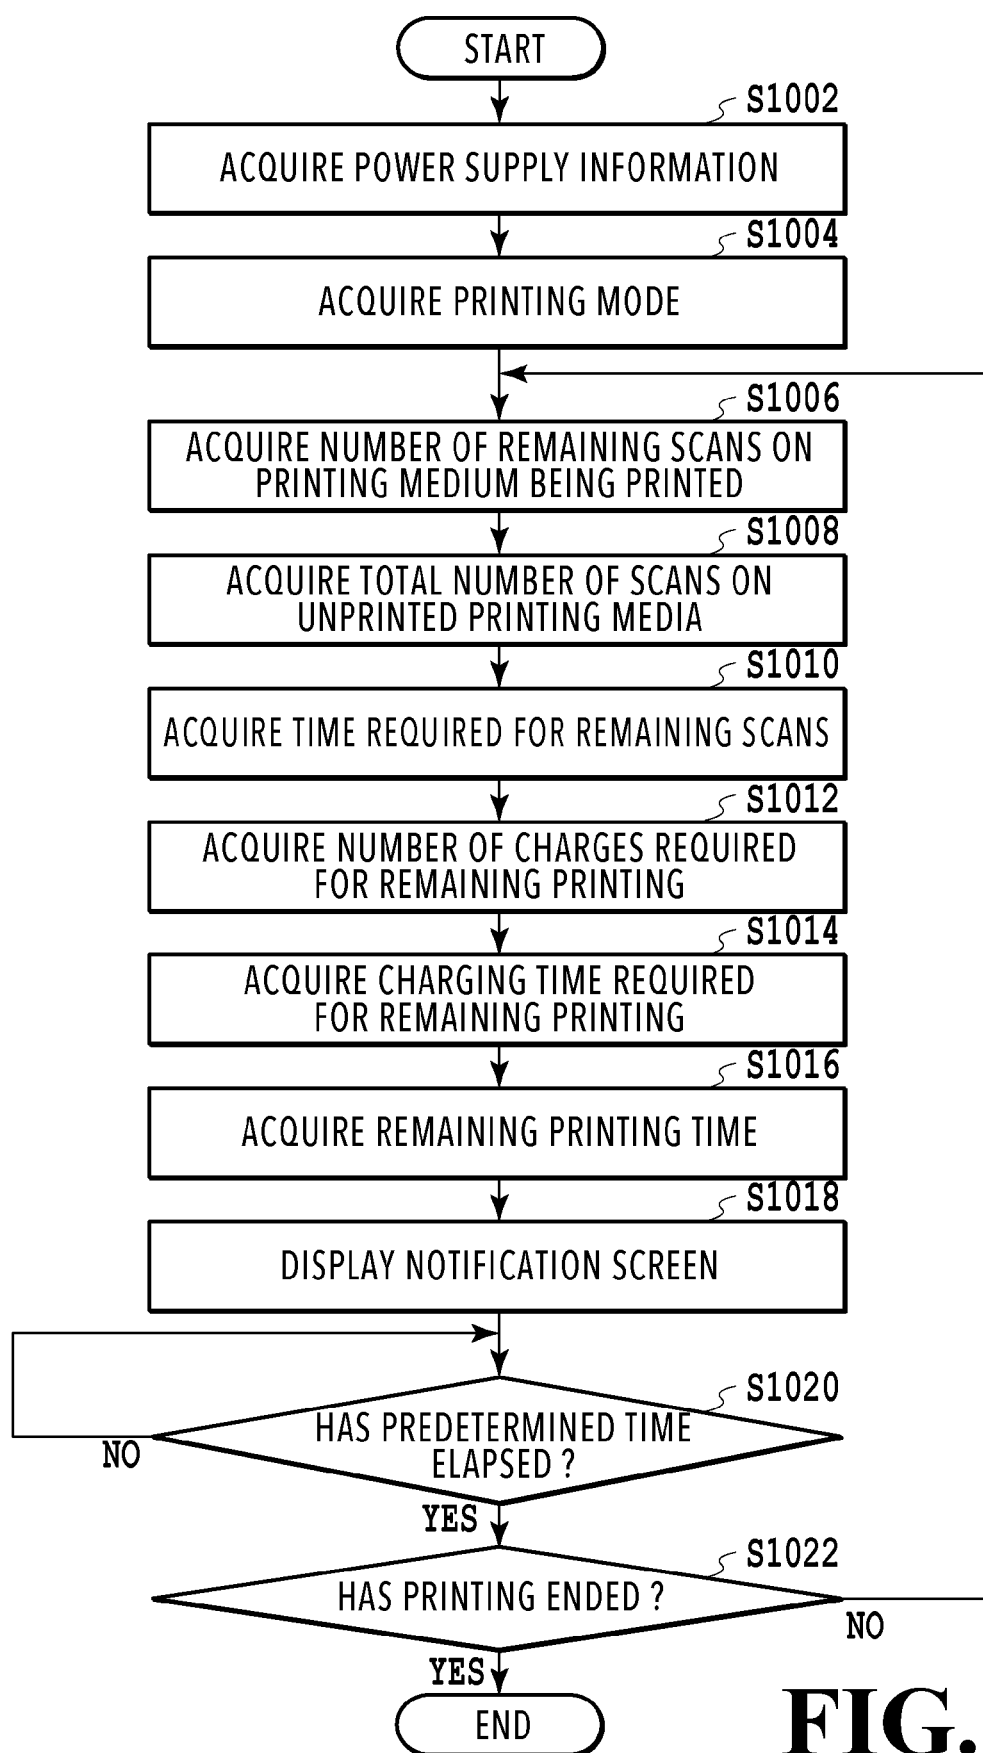 START
S1002
ACQUIRE POWER SUPPLY INFORMATION
S1004
ACQUIRE PRINTING MODE
S1006
ACQUIRE NUMBER OF REMAINING SCANS ON
PRINTING MEDIUM BEING PRINTED
S1008
ACQUIRE TOTAL NUMBER OF SCANS ON
UNPRINTED PRINTING MEDIA
S1010
ACQUIRE TIME REQUIRED FOR REMAINING SCANS
S1012
ACQUIRE NUMBER OF CHARGES REQUIRED
FOR REMAINING PRINTING
S1014
ACQUIRE CHARGING TIME REQUIRED
FOR REMAINING PRINTING
S1016
ACQUIRE REMAINING PRINTING TIME
S1018
DISPLAY NOTIFICATION SCREEN
S1020
HAS PREDETERMINED TIME
ELAPSED ?
NO
YES
S1022
HAS PRINTING ENDED ?
NO
YES
END
FIG.